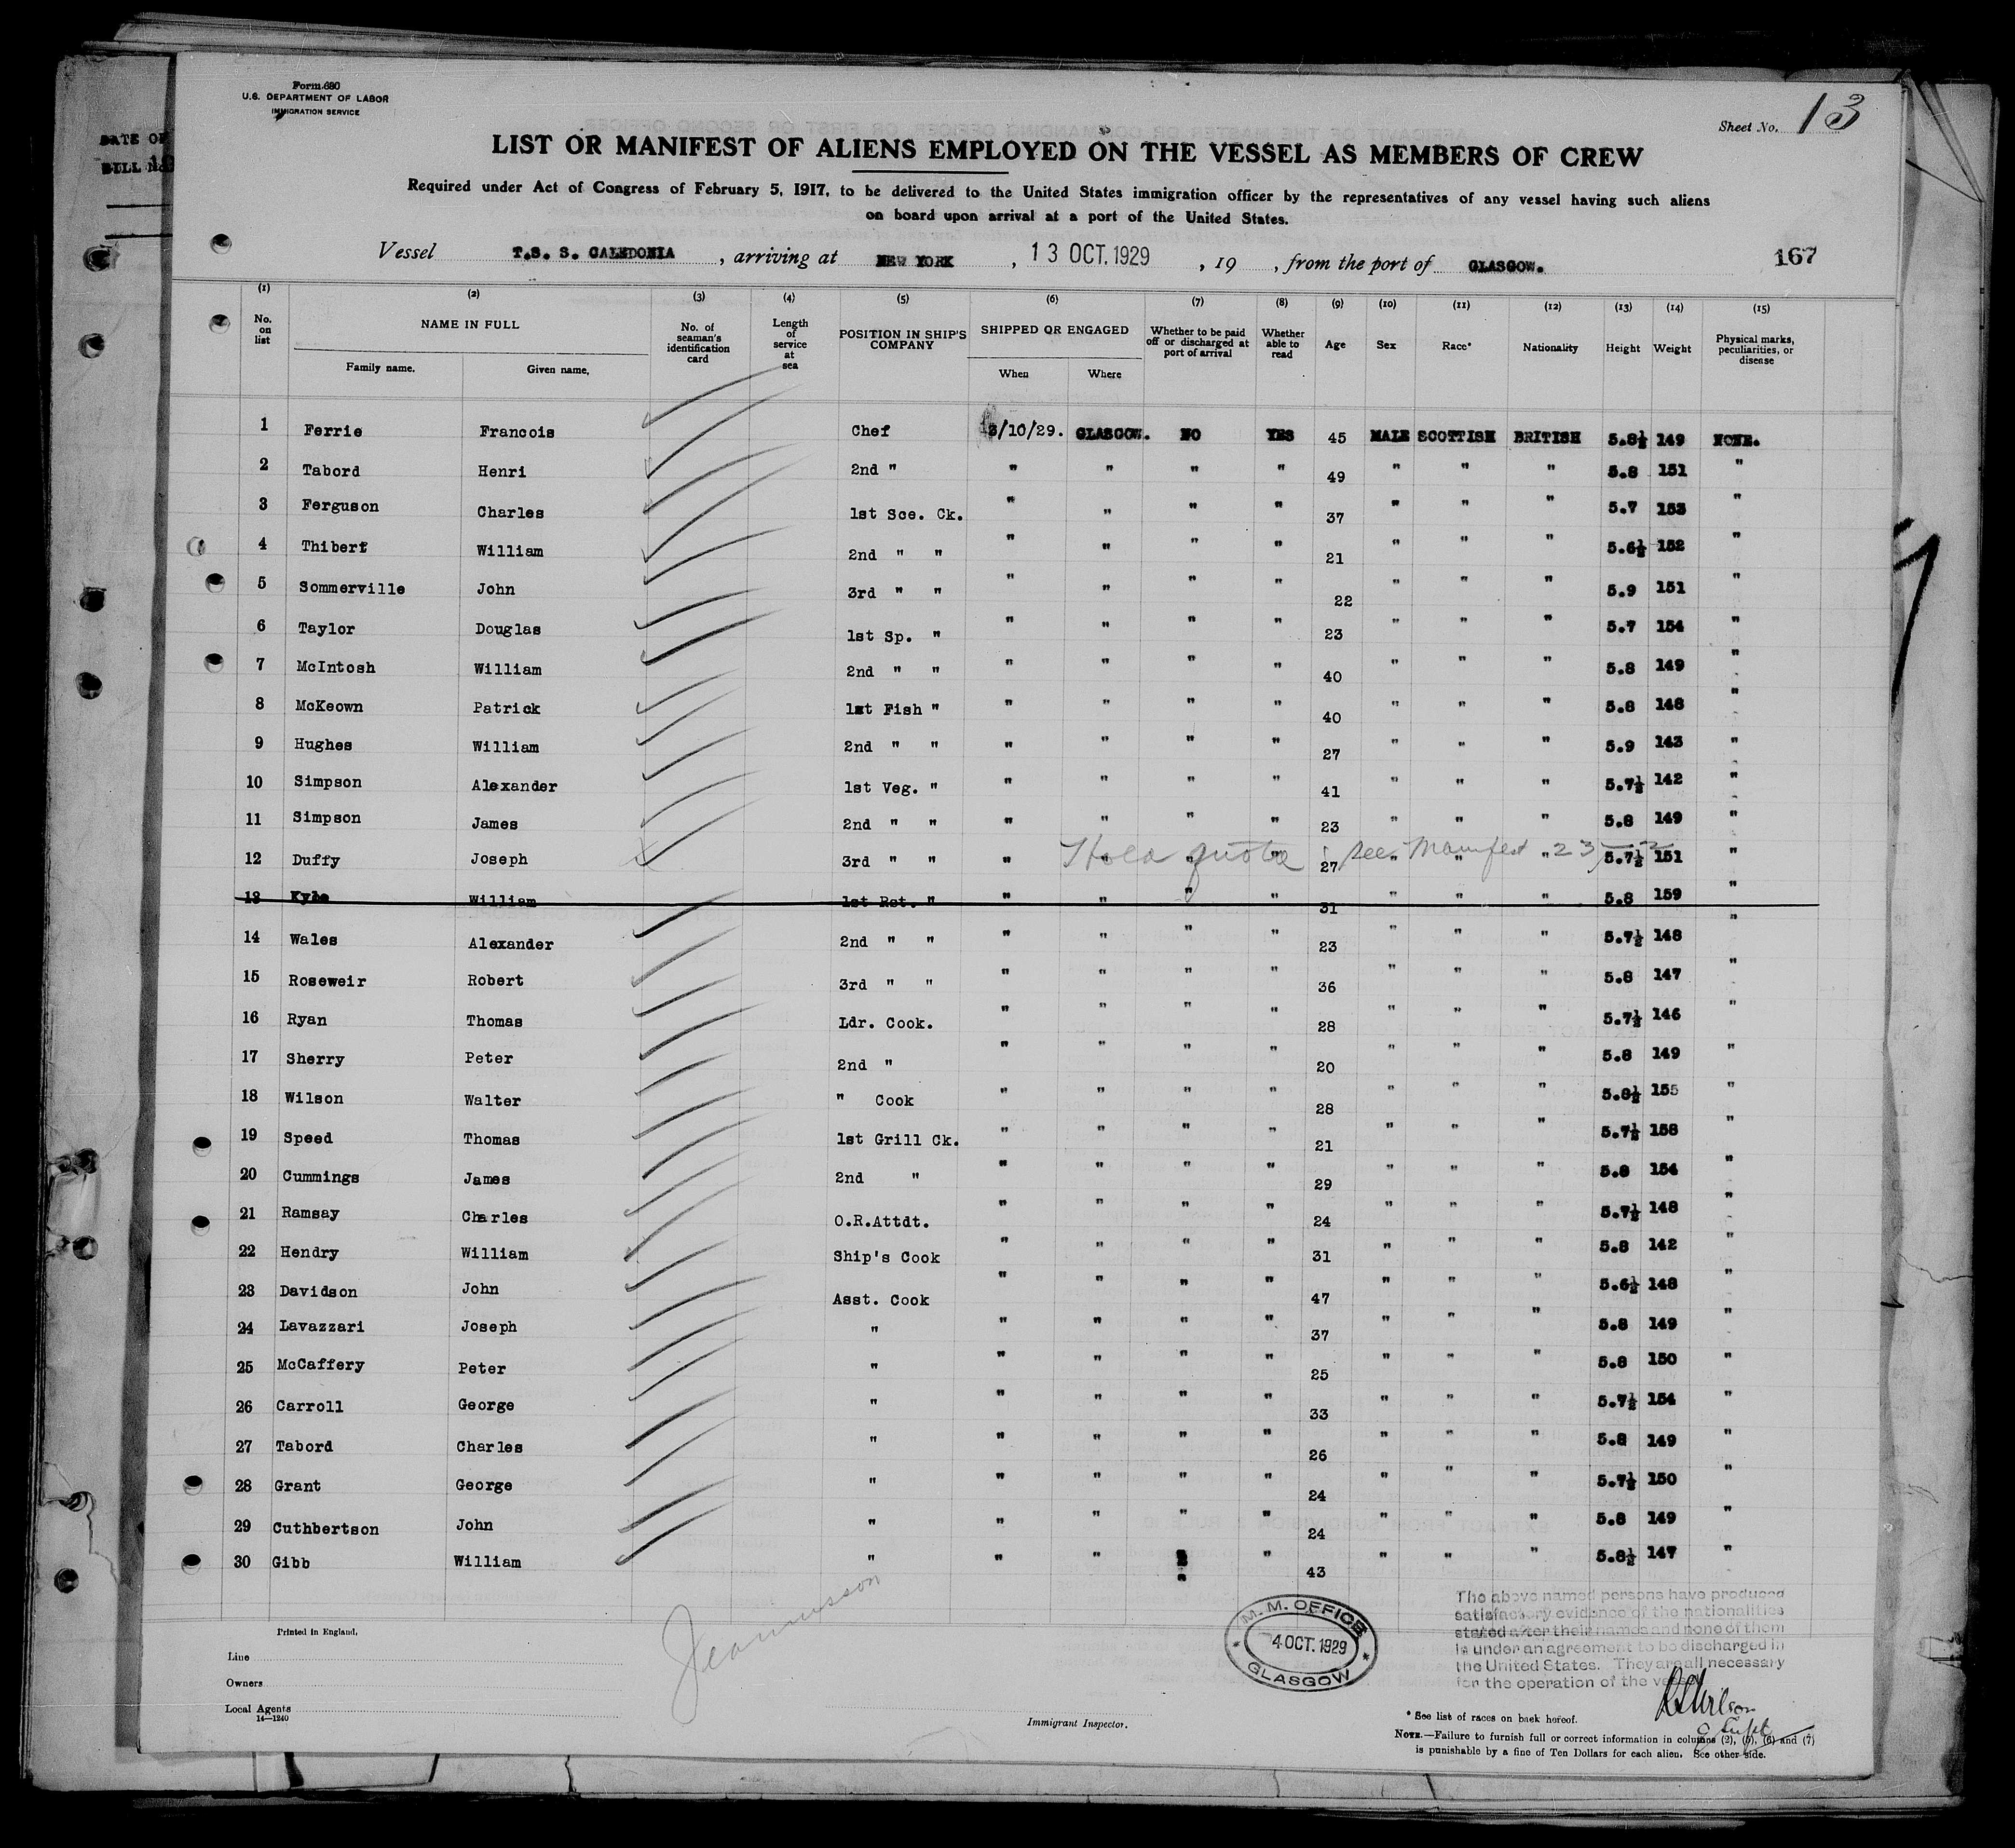 Form 680
U.S. DEPARTMENT OF LABOR
IMMIGRATION SERVICE
DATE OF
BILL No.
Sheet No. 13
LIST OR MANIFEST OF ALIENS EMPLOYED ON THE VESSEL AS MEMBERS OF CREW
Required under Act of Congress of February 5, 1917, to be delivered to the United States immigration officer by the representatives of any vessel having such aliens
on board upon arrival at a port of the United States.
Vessel T.S. S. CALEDONIA , arriving at NEW YORK , 13 OCT. 1929 , 19 , from the port of GLASGOW. 167
(1) (2) (3) (4) (5) (6) (7) (8) (9) (10) (11) (12) (13) (14) (15)
No. on list NAME IN FULL Family name. Given name. No. of seaman's identification card Length of service at sea POSITION IN SHIP'S COMPANY SHIPPED OR ENGAGED When Where Whether to be paid off or discharged at port of arrival Whether able to read Age Sex Race* Nationality Height Weight Physical marks, peculiarities, or disease
1 Ferrie Francois Chef 3/10/29. GLASGOW. NO YES 45 MALE SCOTTISH BRITISH 5.8½ 149 NONE.
2 Tabord Henri 2nd " " " " " 49 " " " 5.8 151 "
3 Ferguson Charles 1st Sce. Ck. " " " " 37 " " " 5.7 153 "
4 Thibert William 2nd " " " " " " 21 " " " 5.6½ 152 "
5 Sommerville John 3rd " " " " " " 22 " " " 5.9 151 "
6 Taylor Douglas 1st Sp. " " " " " 23 " " " 5.7 154 "
7 McIntosh William 2nd " " " " " " 40 " " " 5.8 149 "
8 McKeown Patrick 1st Fish " " " " " 40 " " " 5.8 148 "
9 Hughes William 2nd " " " " " " 27 " " " 5.9 143 "
10 Simpson Alexander 1st Veg. " " " " " 41 " " " 5.7½ 142 "
11 Simpson James 2nd " " " " " " 23 " " " 5.8 149 "
Hold quota see Manifest 23
12 Duffy Joseph 3rd " " " " " " 27 " " " 5.7½ 151 "
13 William 1st Rst. " " " " " 31 " " " 5.8 159 "
14 Wales Alexander 2nd " " " " " " 23 " " " 5.7½ 148 "
15 Roseweir Robert 3rd " " " " " " 36 " " " 5.8 147 "
16 Ryan Thomas Ldr. Cook. " " " " 28 " " " 5.7½ 146 "
17 Sherry Peter 2nd " " " " " 20 " " " 5.8 149 "
18 Wilson Walter " Cook " " " " 28 " " " 5.8½ 155 "
19 Speed Thomas 1st Grill Ck. " " " " 21 " " " 5.7½ 158 "
20 Cummings James 2nd " " " " " 29 " " " 5.8 154 "
21 Ramsay Charles O.R.Attdt. " " " " 24 " " " 5.7½ 148 "
22 Hendry William Ship's Cook " " " " 31 " " " 5.8 142 "
23 Davidson John Asst. Cook " " " " 47 " " " 5.6½ 148 "
24 Lavazzari Joseph " " " " " 37 " " " 5.8 149 "
25 McCaffery Peter " " " " " 25 " " " 5.8 150 "
26 Carroll George " " " " " 33 " " " 5.7½ 154 "
27 Tabord Charles " " " " " 26 " " " 5.8 149 "
28 Grant George " " " " " 24 " " " 5.7½ 150 "
29 Cuthbertson John " " " " " 24 " " " 5.8 149 "
30 Gibb William " " " " " 43 " " " 5.8½ 147 "
The above named persons have produced
satisfactory evidence of the nationalities
stated after their names and none of them
is under an agreement to be discharged in
the United States. They are all necessary
for the operation of the vessel
M. M. OFFICE
4 OCT. 1929
GLASGOW
Printed in England.
Line
Owners
Local Agents
14—1240
Immigrant Inspector.
Wilson
Supt
* See list of races on back hereof.
NOTE.—Failure to furnish full or correct information in columns (2), (5), (6) and (7)
is punishable by a fine of Ten Dollars for each alien. See other side.